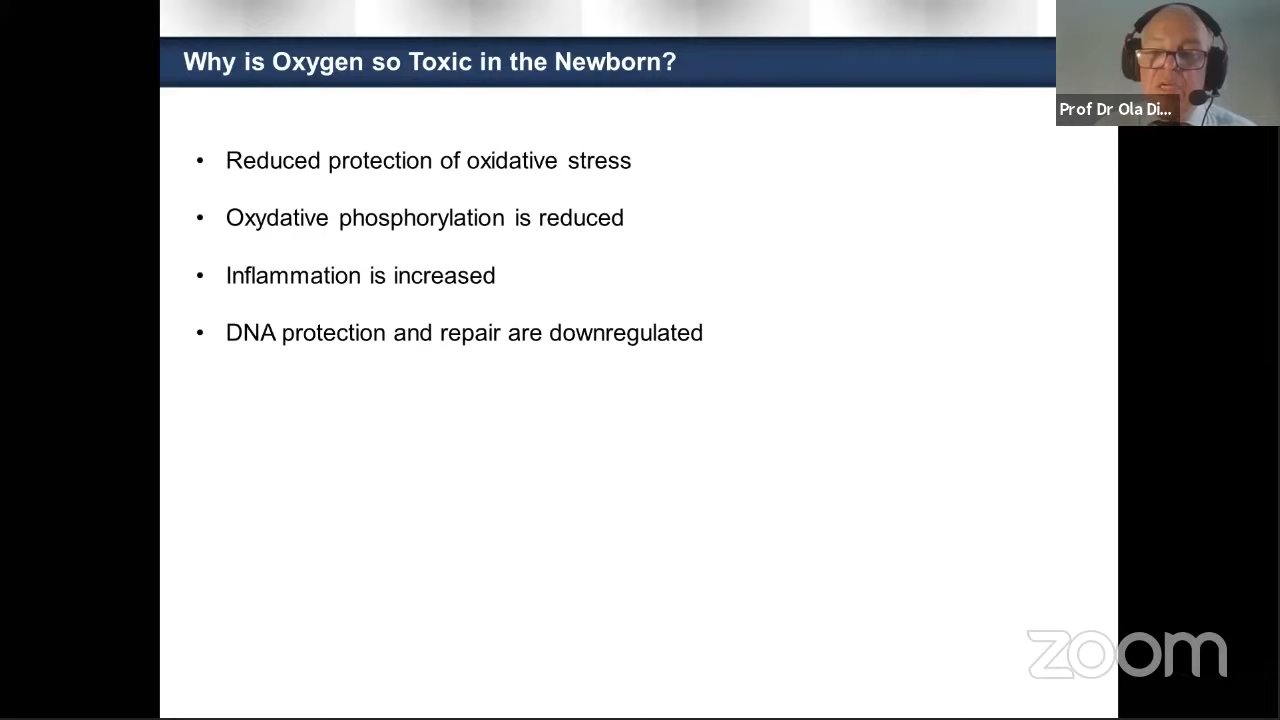 Why is Oxygen so Toxic in the Newborn?
Prof Dr Ola Di...
• Reduced protection of oxidative stress
• Oxydative phosphorylation is reduced
• Inflammation is increased
• DNA protection and repair are downregulated
zoom